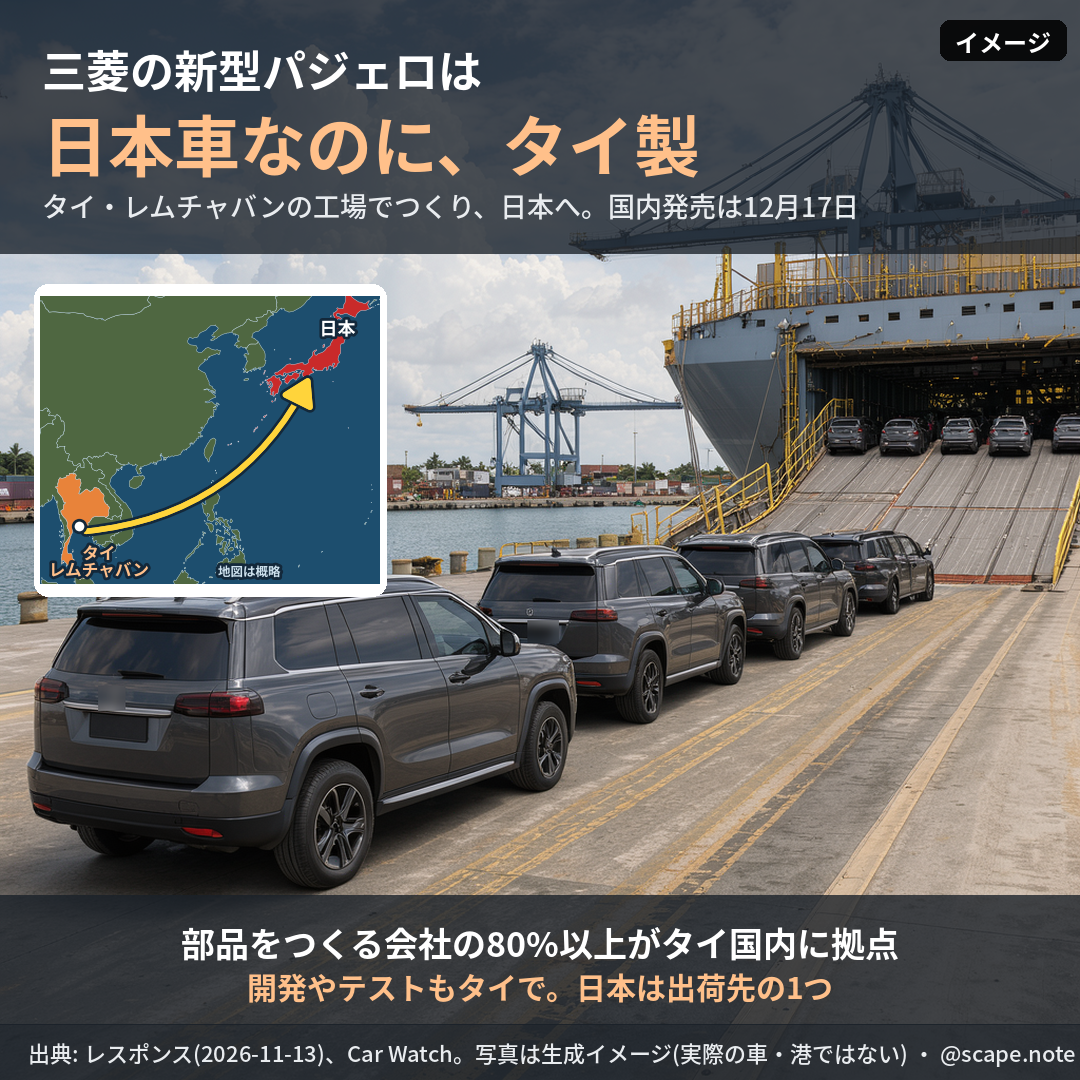 イメージ
三菱の新型パジェロは
日本車なのに、タイ製
タイ・レムチャバンの工場でつくり、日本へ。国内発売は12月17日
日本
タイ
レムチャバン
地図は概略
部品をつくる会社の80%以上がタイ国内に拠点
開発やテストもタイで。日本は出荷先の1つ
出典: レスポンス(2026-11-13)、Car Watch。写真は生成イメージ(実際の車・港ではない) ・ @scape.note